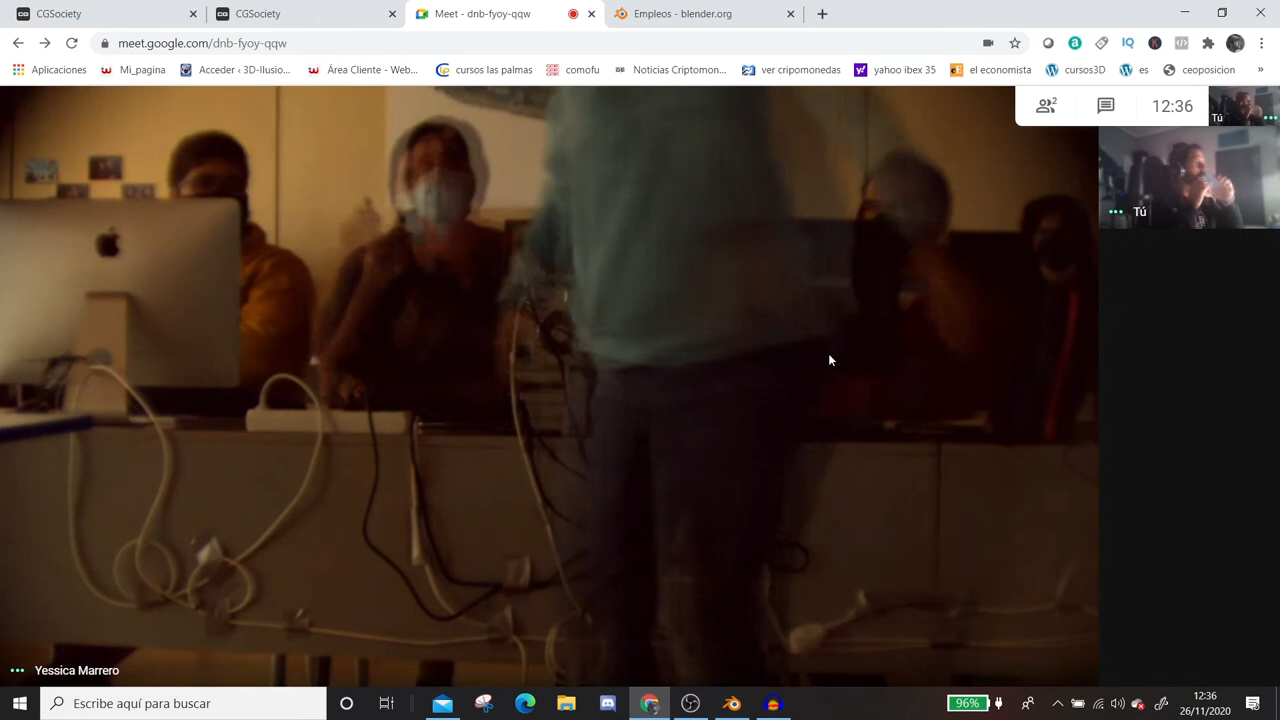 CGSociety
CGSociety
Meet - dnb-fyoy-qqw
Empleos - blender.org
meet.google.com/dnb-fyoy-qqw
Aplicaciones
Mi_pagina
Acceder ‹ 3D-Ilusio...
Área Cliente - Web...
cursos las palmas
comofu
Noticias Criptomon...
ver cripomonedas
yahoo ibex 35
el economista
cursos3D
es
ceoposicion
»
2
12:36
Tú
Tú
Yessica Marrero
Escribe aquí para buscar
96%
12:36
26/11/2020